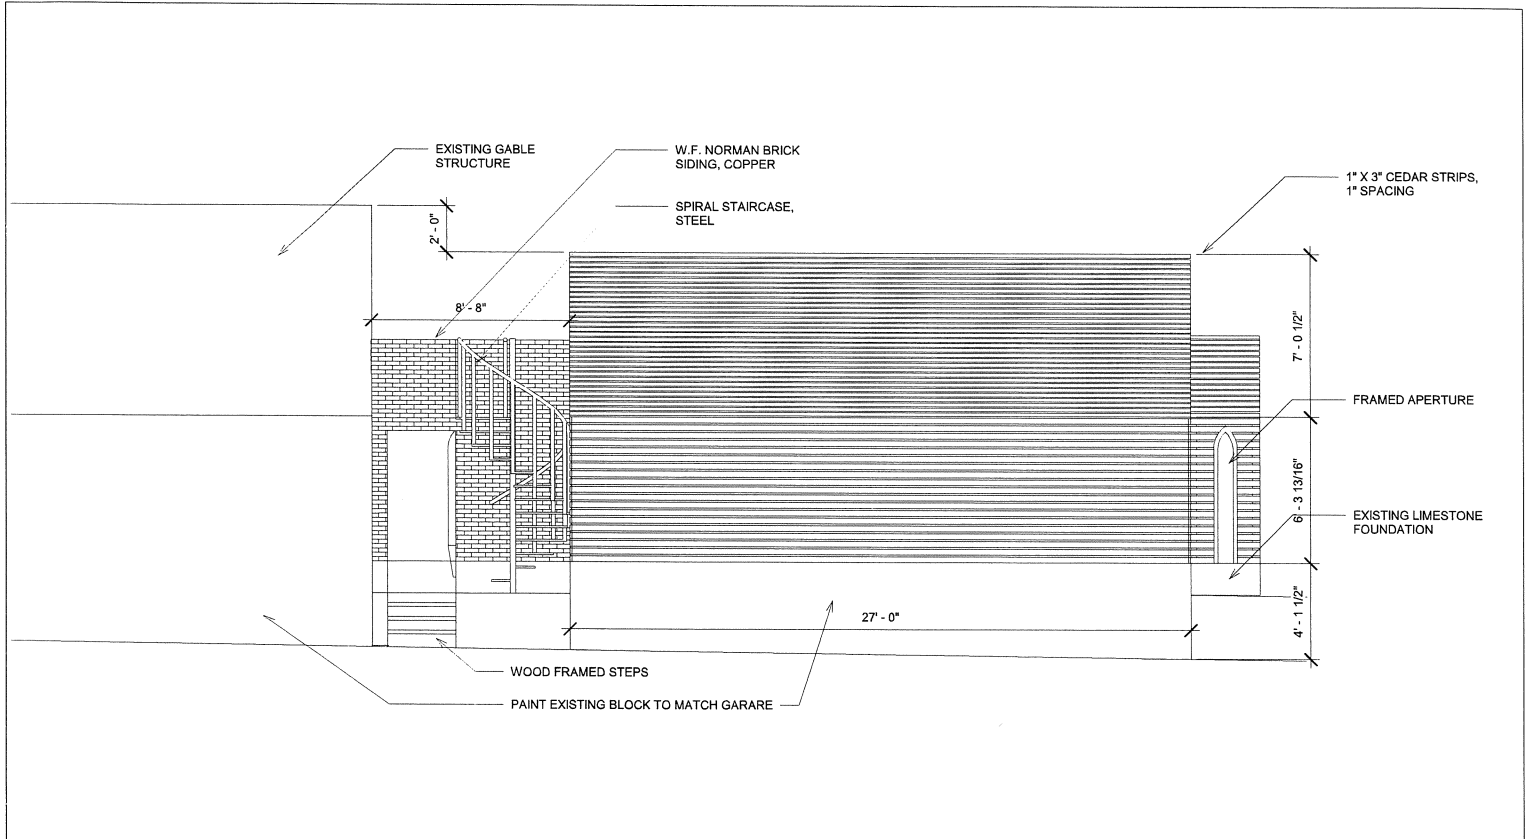 EXISTING GABLE
STRUCTURE
W.F. NORMAN BRICK
SIDING, COPPER
SPIRAL STAIRCASE,
STEEL
1" X 3" CEDAR STRIPS,
1" SPACING
2' - 0"
8' - 8"
7' - 0 1/2"
FRAMED APERTURE
6' - 3 13/16"
EXISTING LIMESTONE
FOUNDATION
27' - 0"
4' - 1 1/2"
WOOD FRAMED STEPS
PAINT EXISTING BLOCK TO MATCH GARARE